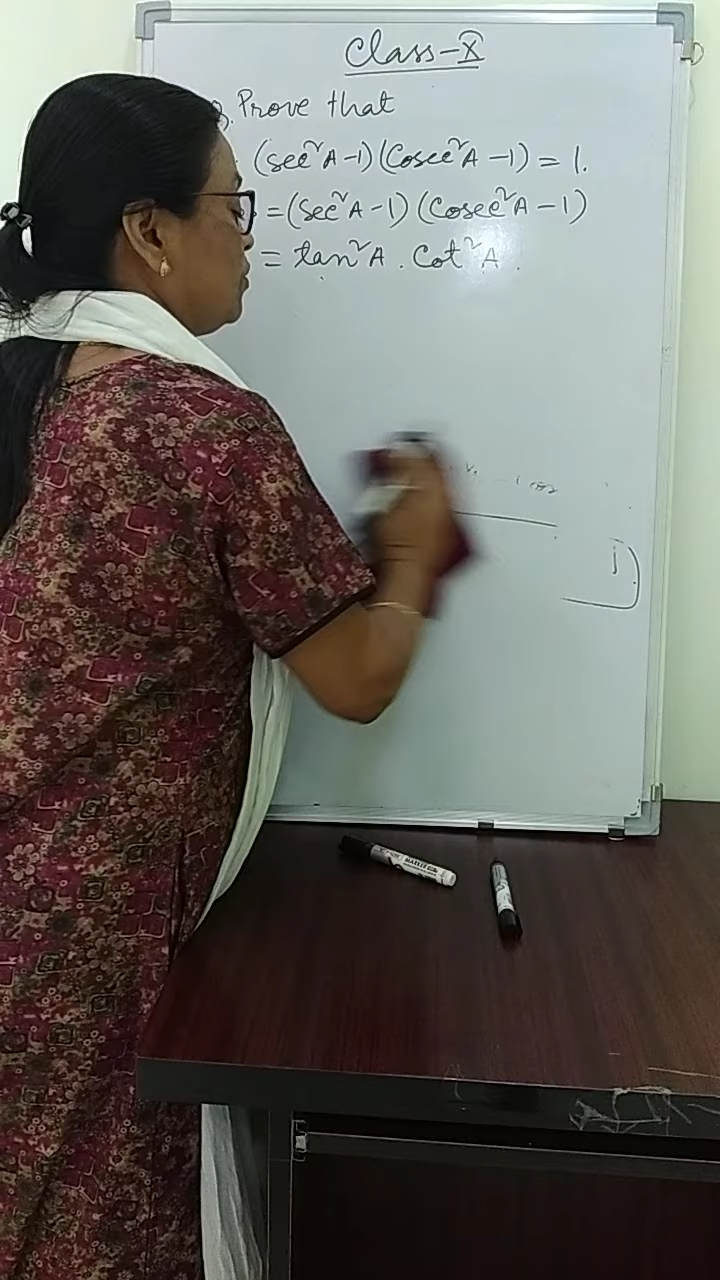 Class-X
Q. Prove that
(sec²A-1)(Cosec²A-1) = 1.
=(sec²A-1)(Cosec²A-1)
= tan²A . Cot²A .